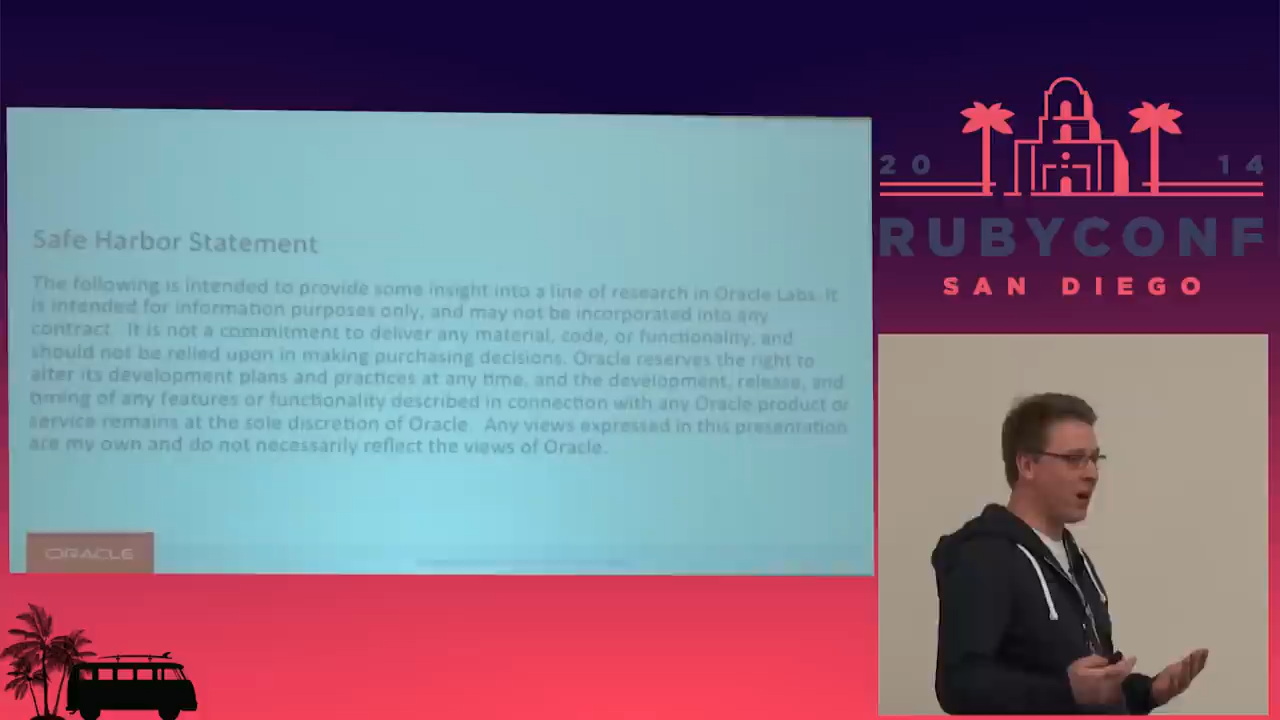 Safe Harbor Statement
The following is intended to provide some insight into a line of research in Oracle Labs. It
is intended for information purposes only, and may not be incorporated into any
contract. It is not a commitment to deliver any material, code, or functionality, and
should not be relied upon in making purchasing decisions. Oracle reserves the right to
alter its development plans and practices at any time, and the development, release, and
timing of any features or functionality described in connection with any Oracle product or
service remains at the sole discretion of Oracle. Any views expressed in this presentation
are my own and do not necessarily reflect the views of Oracle.
ORACLE
20 14
RUBYCONF
SAN DIEGO